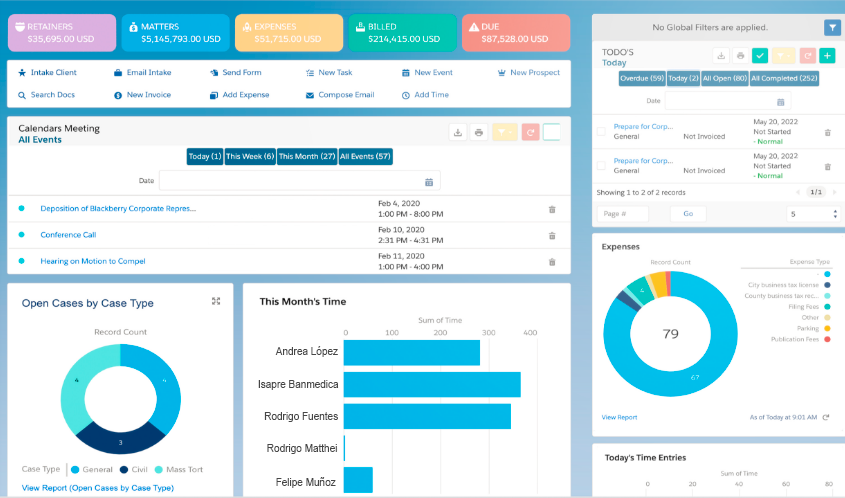 RETAINERS
$35,695.00 USD
MATTERS
$5,145,793.00 USD
EXPENSES
$51,715.00 USD
BILLED
$214,415.00 USD
DUE
$87,528.00 USD
Intake Client
Email Intake
Send Form
New Task
New Event
New Prospect
Search Docs
New Invoice
Add Expense
Compose Email
Add Time
Calendars Meeting
All Events
Today (1)
This Week (6)
This Month (27)
All Events (57)
Date
Deposition of Blackberry Corporate Repres...
Feb 4, 2020
1:00 PM - 8:00 PM
Conference Call
Feb 10, 2020
2:31 PM - 4:31 PM
Hearing on Motion to Compel
Feb 11, 2020
1:00 PM - 4:00 PM
Open Cases by Case Type
Record Count
4
4
3
Case Type
General
Civil
Mass Tort
View Report (Open Cases by Case Type)
This Month's Time
Sum of Time
0 100 200 300 400
Andrea López
Isapre Banmedica
Rodrigo Fuentes
Rodrigo Matthei
Felipe Muñoz
No Global Filters are applied.
TODO'S
Today
Overdue (59)
Today (2)
All Open (80)
All Completed (252)
Date
Prepare for Corp...
General
Not Invoiced
May 20, 2022
Not Started
- Normal
Prepare for Corp...
General
Not Invoiced
May 20, 2022
Not Started
- Normal
Showing 1 to 2 of 2 records
1/1
Page #
Go
5
Expenses
Record Count
Expense Type
-
City business tax license
County business tax rec...
Filing Fees
Other
Parking
Publication Fees
4
79
67
View Report
As of Today at 9:01 AM
Today's Time Entries
Sum of Time
0 20 40 60 80